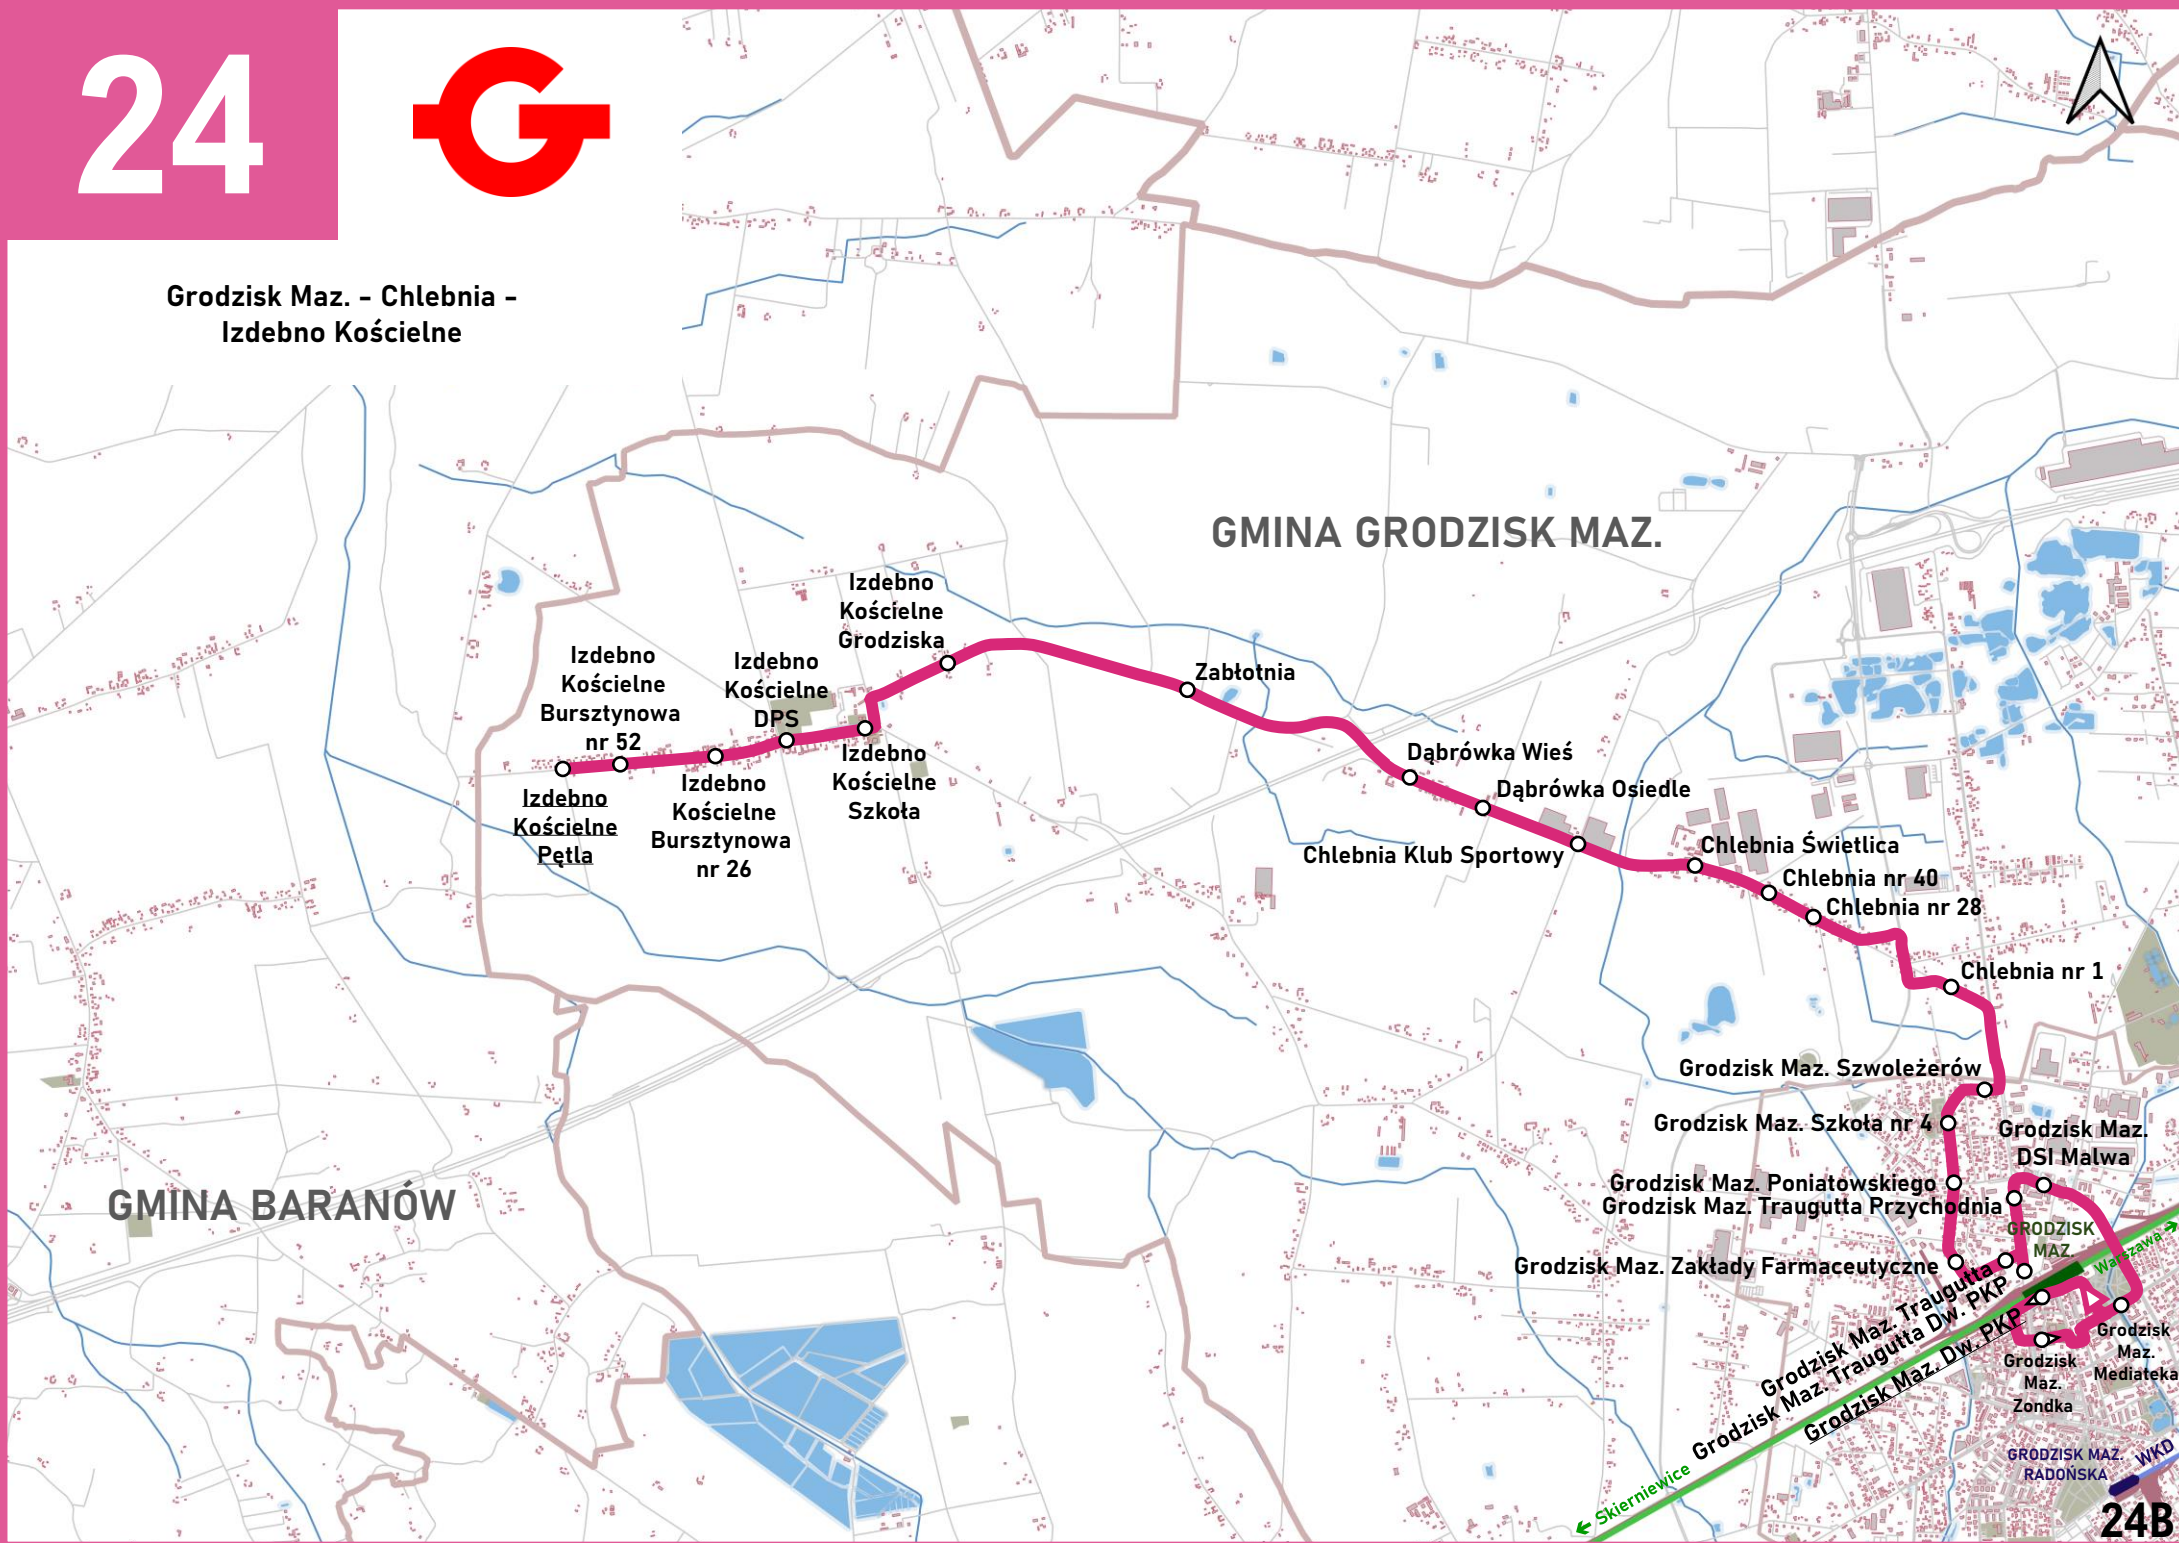 24
G
Grodzisk Maz. - Chlebnia -
Izdebno Kościelne
GMINA GRODZISK MAZ.
Izdebno
Kościelne
Grodziska
Izdebno
Kościelne
Bursztynowa
nr 52
Izdebno
Kościelne
DPS
Zabłotnia
Izdebno
Kościelne
Pętla
Izdebno
Kościelne
Bursztynowa
nr 26
Izdebno
Kościelne
Szkoła
Dąbrówka Wieś
Dąbrówka Osiedle
Chlebnia Klub Sportowy
Chlebnia Świetlica
Chlebnia nr 40
Chlebnia nr 28
Chlebnia nr 1
Grodzisk Maz. Szwoleżerów
Grodzisk Maz. Szkoła nr 4
Grodzisk Maz.
DSI Malwa
Grodzisk Maz. Poniatowskiego
Grodzisk Maz. Traugutta Przychodnia
GMINA BARANÓW
GRODZISK
MAZ.
Warszawa →
Grodzisk Maz. Zakłady Farmaceutyczne
Grodzisk Maz. Traugutta
Grodzisk Maz. Traugutta Dw. PKP
Grodzisk Maz. Dw. PKP
Grodzisk
Maz.
Mediateka
Grodzisk
Maz.
Zondka
GRODZISK MAZ.
RADOŃSKA
WKD
← Skierniewice
24B